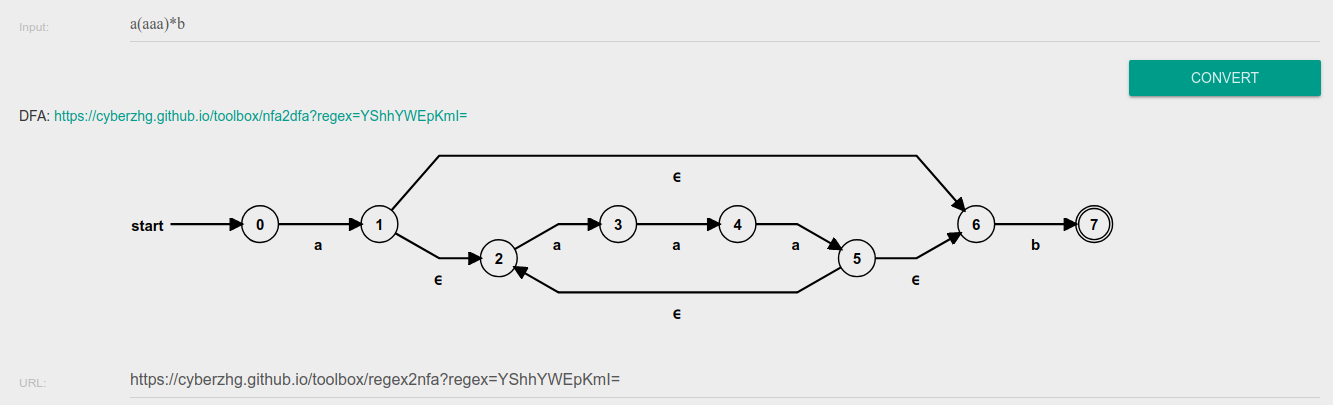 Input: a(aaa)*b
CONVERT
DFA: https://cyberzhg.github.io/toolbox/nfa2dfa?regex=YShhYWEpKmI=
ϵ
start 0 1 3 4 6 7
a a a a b
2 5
ϵ ϵ
ϵ
URL: https://cyberzhg.github.io/toolbox/regex2nfa?regex=YShhYWEpKmI=